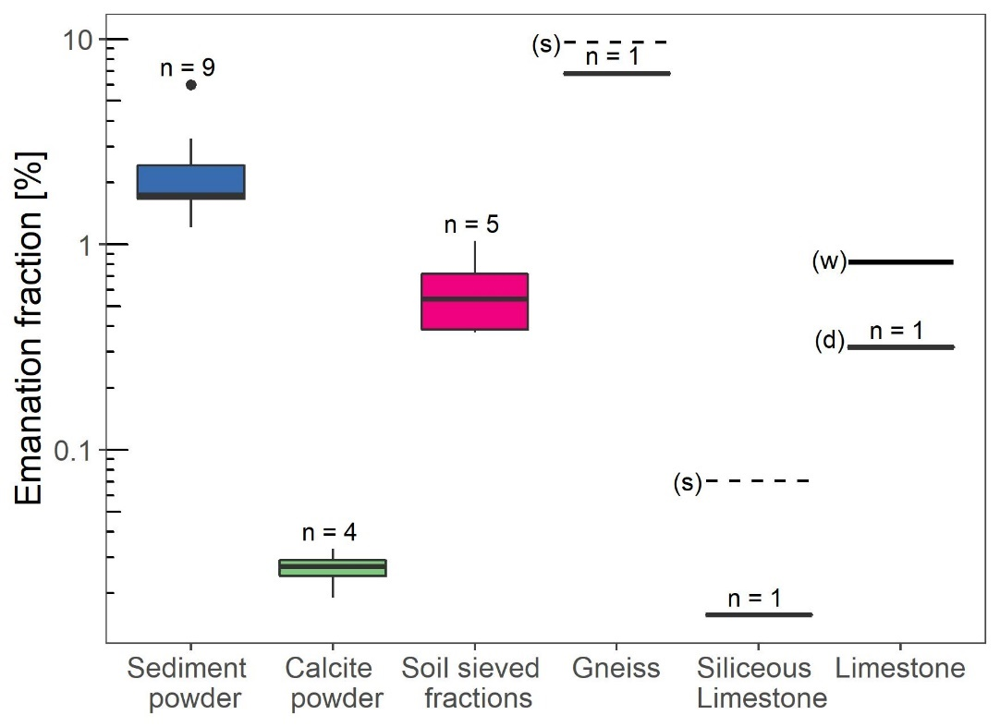 Emanation fraction [%]
10
1
0.1
n = 9
n = 4
n = 5
(s)
n = 1
(s)
n = 1
(w)
(d)
n = 1
Sediment
powder
Calcite
powder
Soil sieved
fractions
Gneiss
Siliceous
Limestone
Limestone